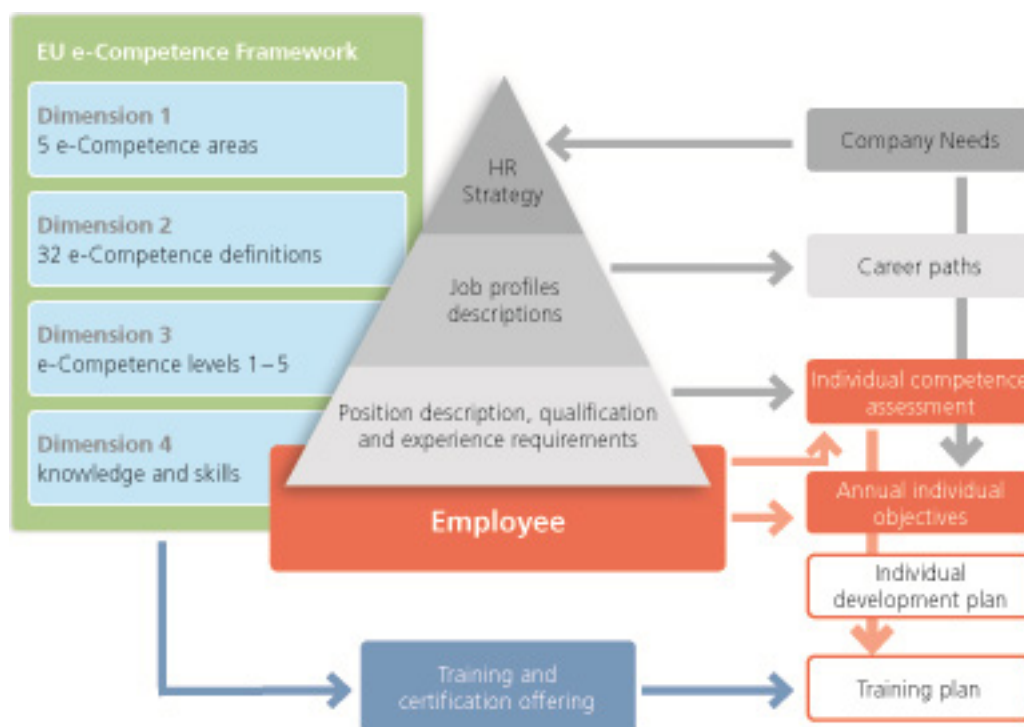 EU e-Competence Framework
Dimension 1
5 e-Competence areas
Dimension 2
32 e-Competence definitions
Dimension 3
e-Competence levels 1–5
Dimension 4
knowledge and skills
HR
Strategy
Job profiles
descriptions
Position description, qualification
and experience requirements
Employee
Company Needs
Career paths
Individual competence
assessment
Annual individual
objectives
Individual
development plan
Training plan
Training and
certification offering